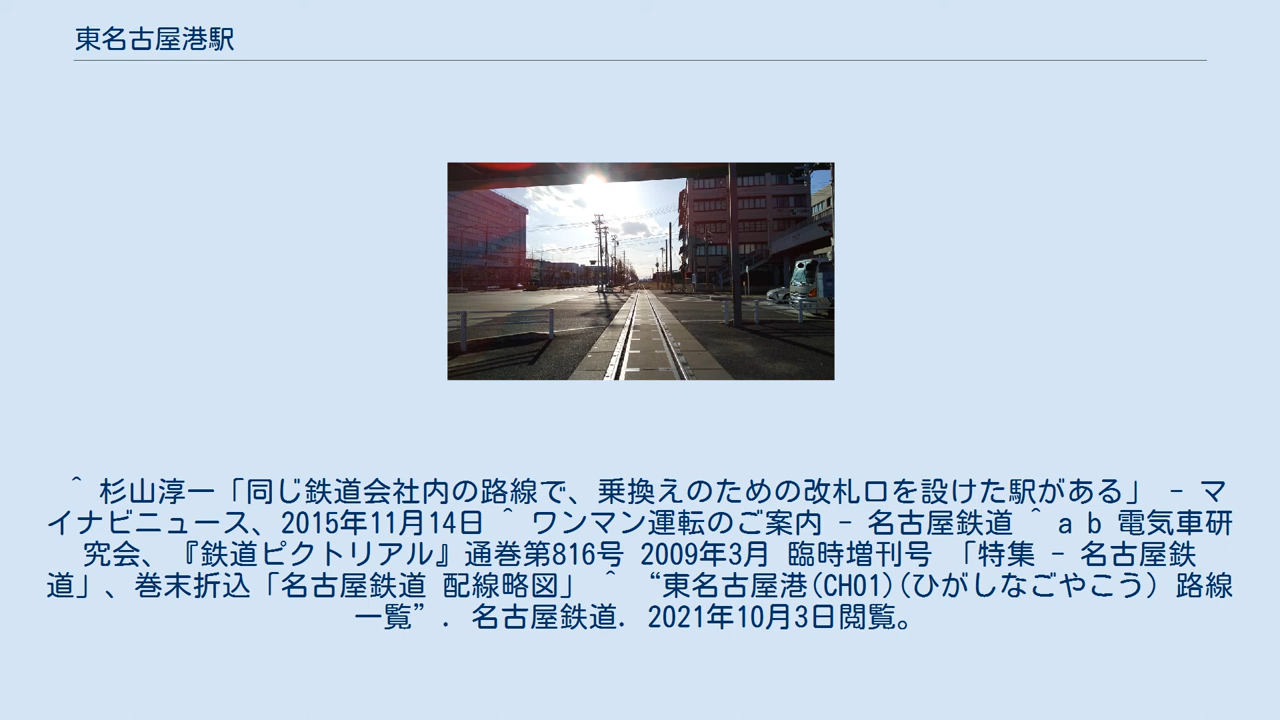 東名古屋港駅
^ 杉山淳一「同じ鉄道会社内の路線で、乗換えのための改札口を設けた駅がある」 - マ
イナビニュース、2015年11月14日 ^ ワンマン運転のご案内 - 名古屋鉄道 ^ a b 電気車研
究会、『鉄道ピクトリアル』通巻第816号 2009年3月 臨時増刊号 「特集 - 名古屋鉄
道」、巻末折込「名古屋鉄道 配線略図」 ^ “東名古屋港(CH01)(ひがしなごやこう) 路線
一覧”. 名古屋鉄道. 2021年10月3日閲覧。